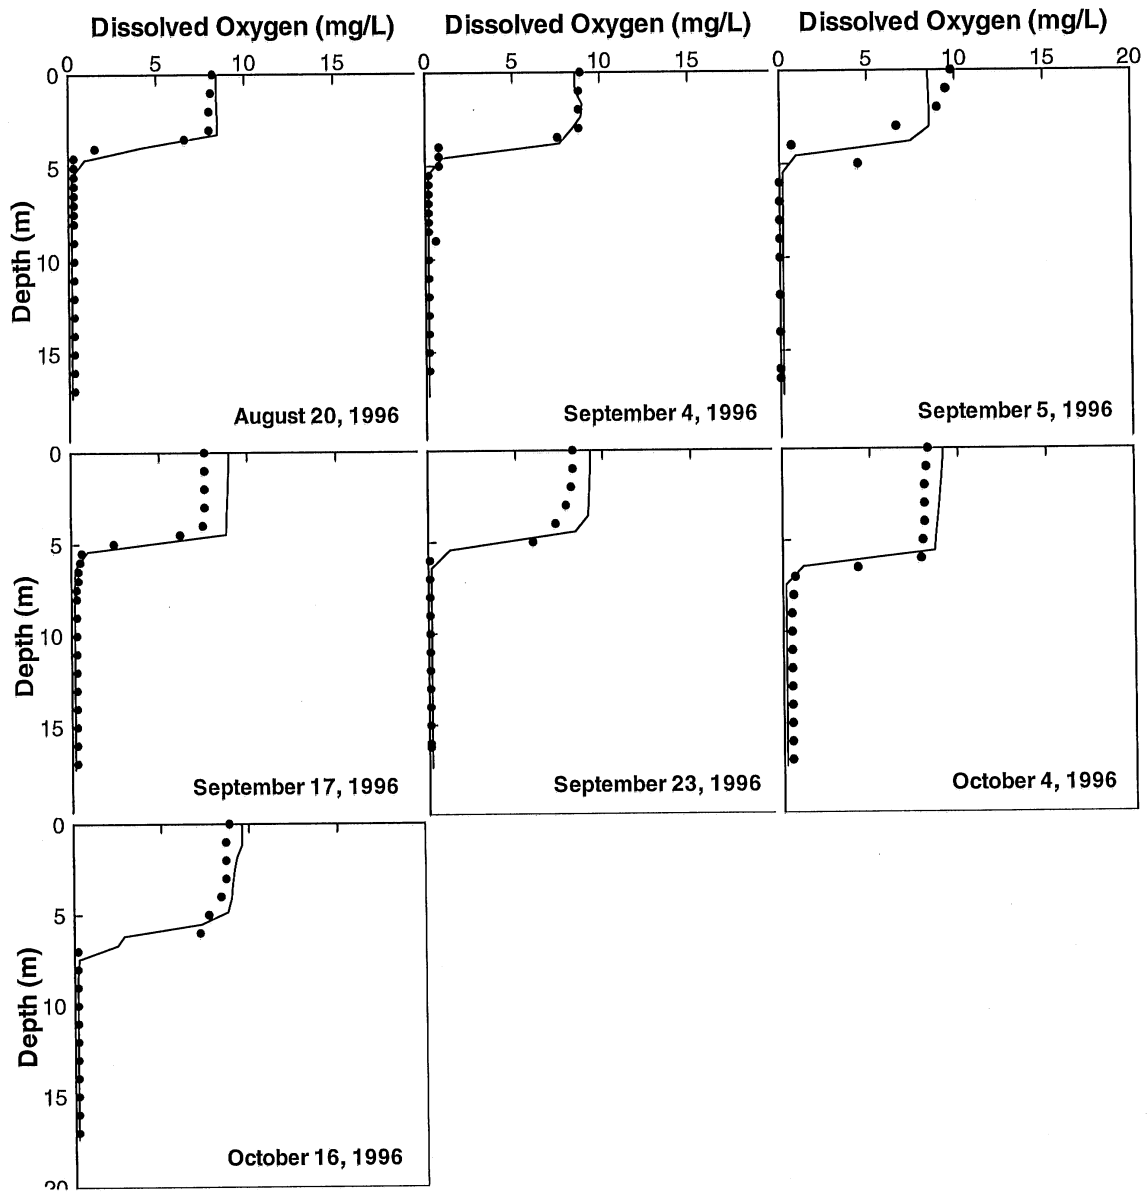 Dissolved Oxygen (mg/L) Dissolved Oxygen (mg/L) Dissolved Oxygen (mg/L)
0 5 10 15 0 5 10 15 0 5 10 15 20
0
5
10
15
Depth (m)
August 20, 1996 September 4, 1996 September 5, 1996
0
5
10
15
Depth (m)
September 17, 1996 September 23, 1996 October 4, 1996
0
5
10
15
20
Depth (m)
October 16, 1996